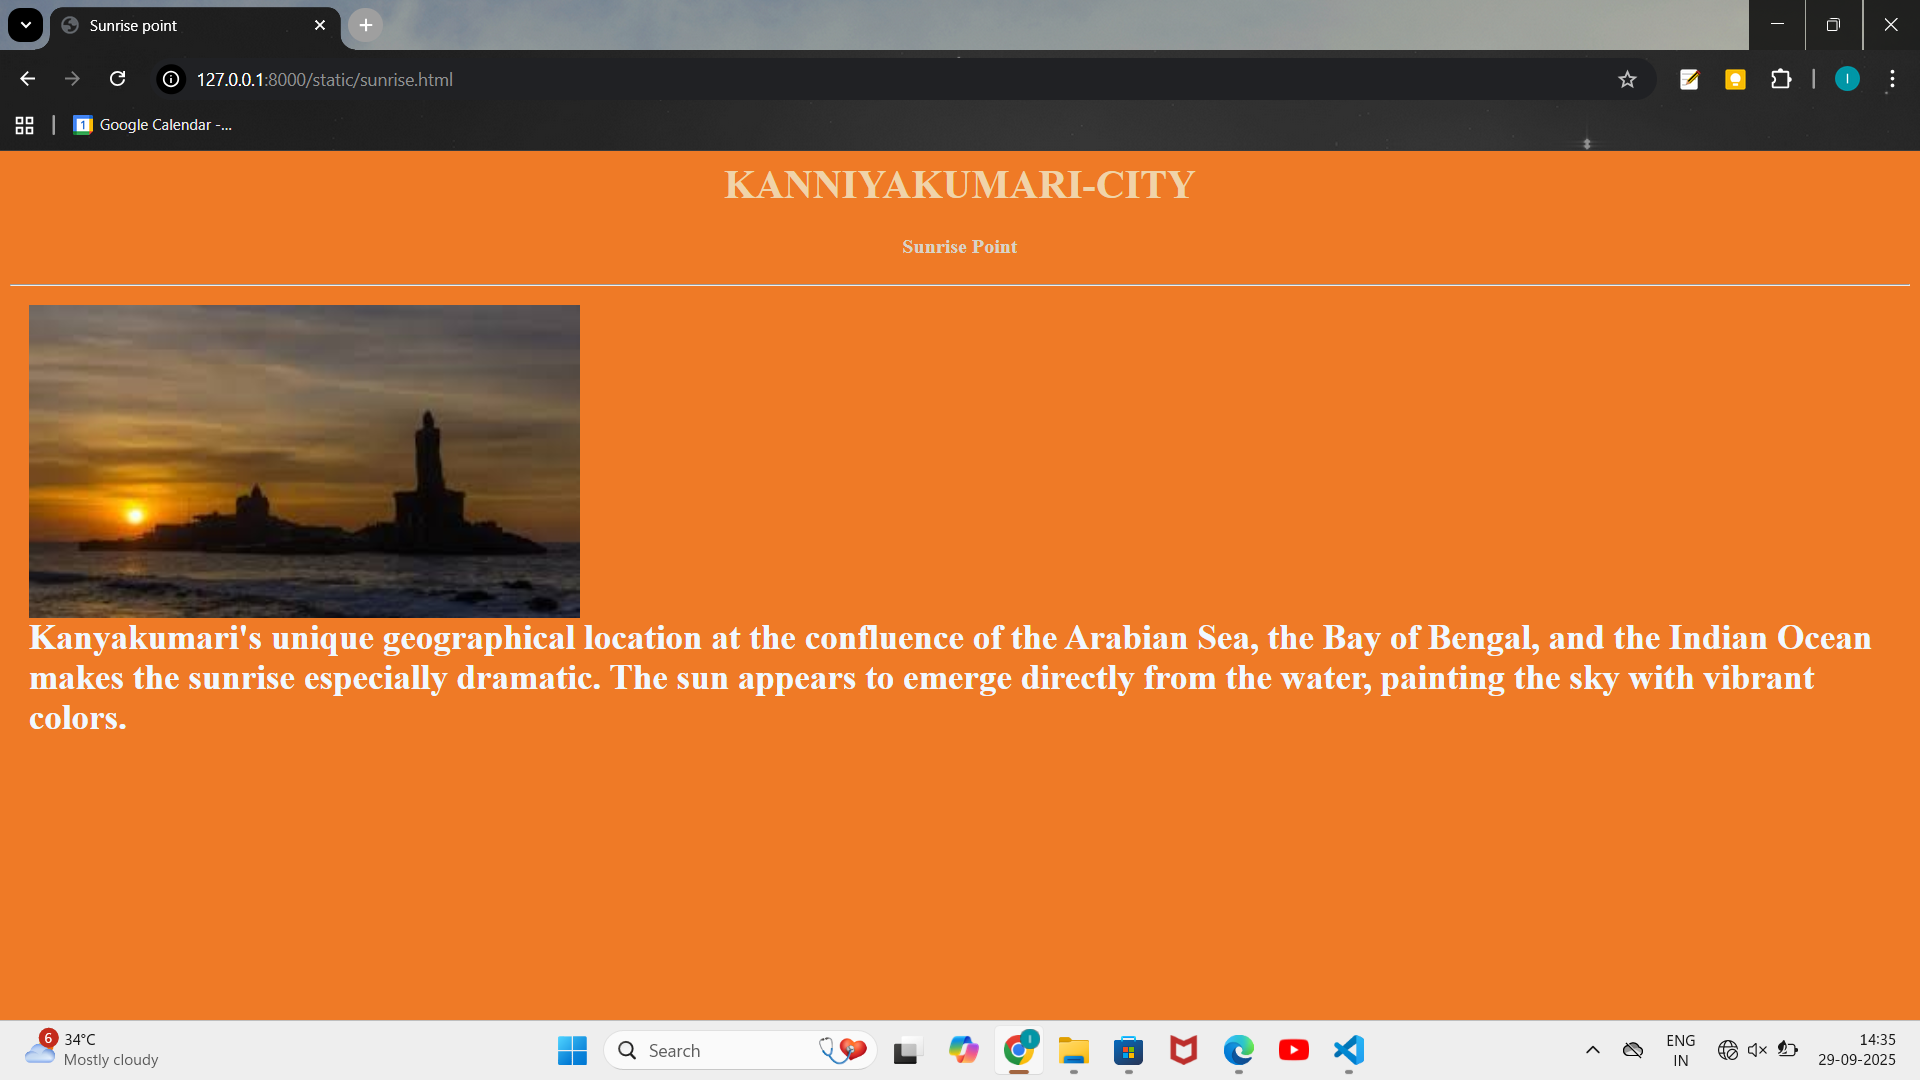 Sunrise point
127.0.0.1:8000/static/sunrise.html
I
1
Google Calendar -...
KANNIYAKUMARI-CITY
Sunrise Point
Kanyakumari's unique geographical location at the confluence of the Arabian Sea, the Bay of Bengal, and the Indian Ocean
makes the sunrise especially dramatic. The sun appears to emerge directly from the water, painting the sky with vibrant
colors.
6
34°C
Mostly cloudy
Search
I
ENG
IN
14:35
29-09-2025